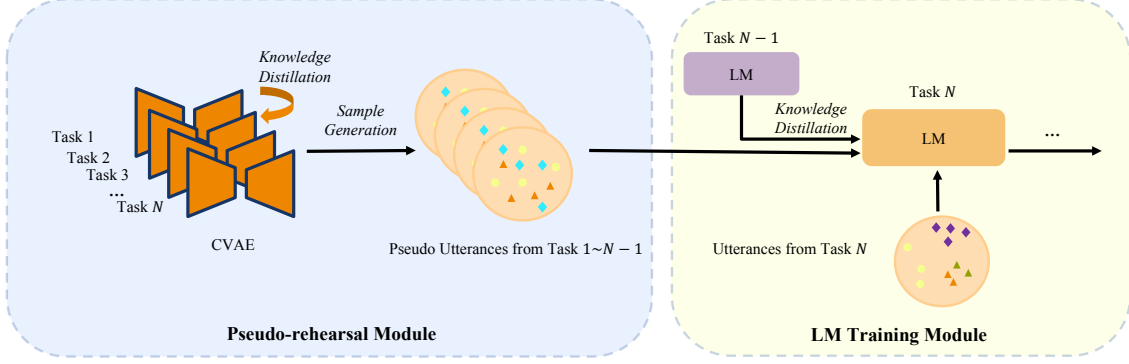 Knowledge
Distillation
Task 1
Task 2
Task 3
...
Task N
CVAE
Sample
Generation
Pseudo Utterances from Task 1~N − 1
Pseudo-rehearsal Module
Task N − 1
LM
Knowledge
Distillation
Task N
LM
...
Utterances from Task N
LM Training Module